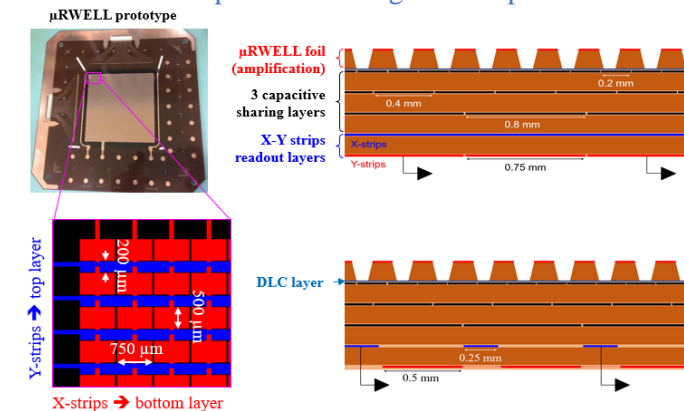 µRWELL prototype
µRWELL foil
(amplification)
3 capacitive
sharing layers
X-Y strips
readout layers
0.2 mm
0.4 mm
0.8 mm
X-strips
Y-strips
0.75 mm
Y-strips ➔ top layer
200 µm
500 µm
750 µm
X-strips ➔ bottom layer
DLC layer
0.25 mm
0.5 mm